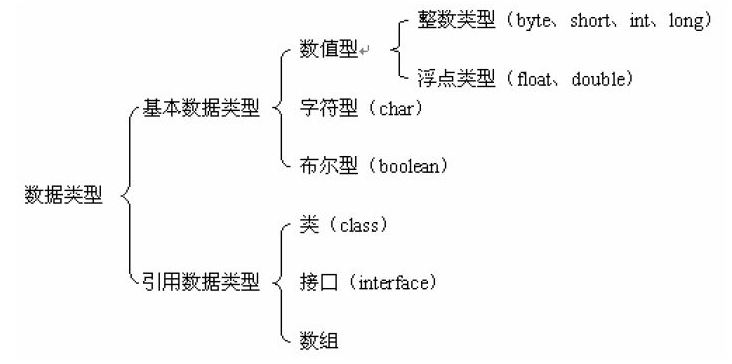 整数类型（byte、short、int、long）
数值型
浮点类型（float、double）
基本数据类型
字符型（char）
布尔型（boolean）
数据类型
类（class）
引用数据类型
接口（interface）
数组